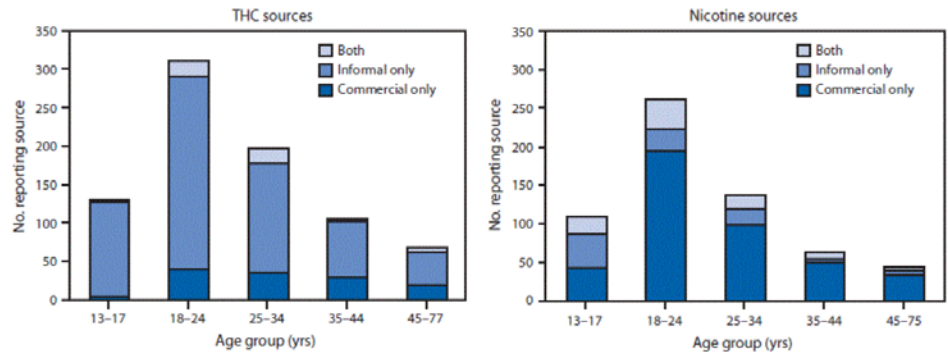 THC sources
No. reporting source
350
300
250
200
150
100
50
0
Both
Informal only
Commercial only
13–17
18–24
25–34
35–44
45–77
Age group (yrs)
Nicotine sources
No. reporting source
350
300
250
200
150
100
50
0
Both
Informal only
Commercial only
13–17
18–24
25–34
35–44
45–75
Age group (yrs)